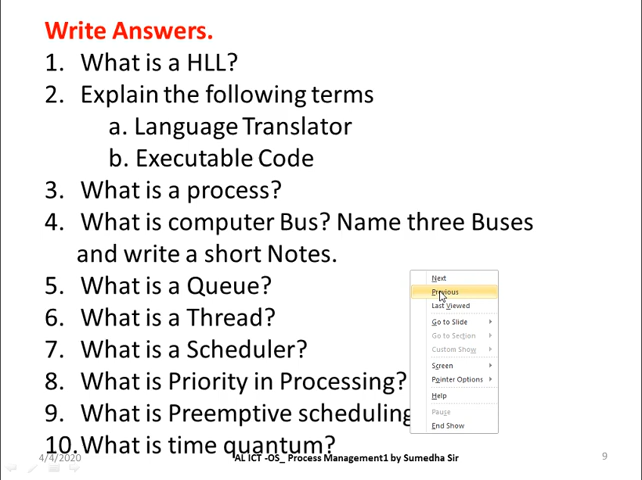 Write Answers.
1. What is a HLL?
2. Explain the following terms
a. Language Translator
b. Executable Code
3. What is a process?
4. What is computer Bus? Name three Buses
and write a short Notes.
5. What is a Queue?
6. What is a Thread?
7. What is a Scheduler?
8. What is Priority in Processing?
9. What is Preemptive scheduling
10. What is time quantum?
Next
Previous
Last Viewed
Go to Slide
Go to Section
Custom Show
Screen
Pointer Options
Help
Pause
End Show
4/4/2020
AL ICT -OS_ Process Management1 by Sumedha Sir
9